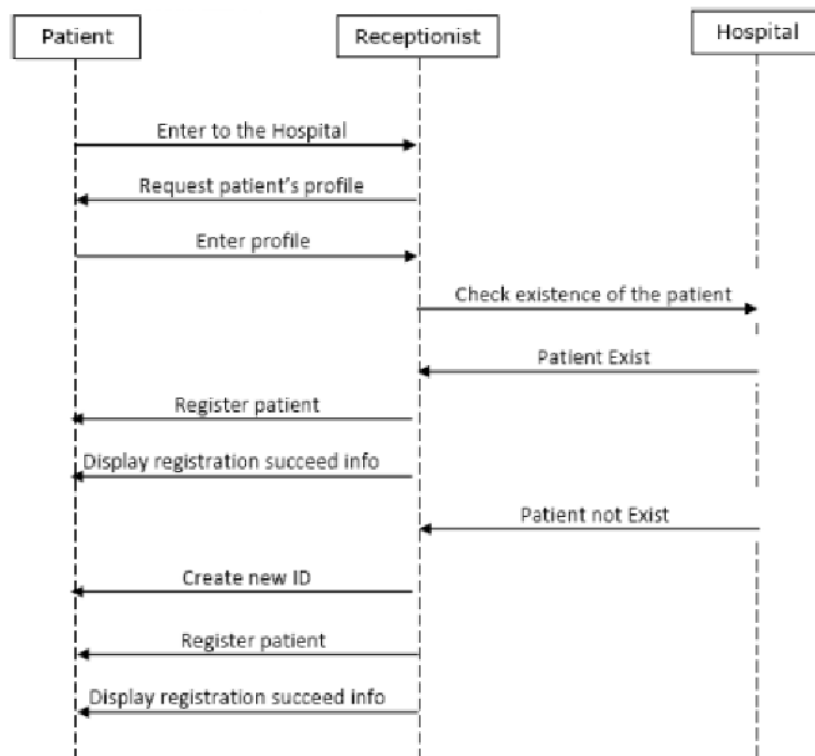 Patient
Receptionist
Hospital
Enter to the Hospital
Request patient's profile
Enter profile
Check existence of the patient
Patient Exist
Register patient
Display registration succeed info
Patient not Exist
Create new ID
Register patient
Display registration succeed info